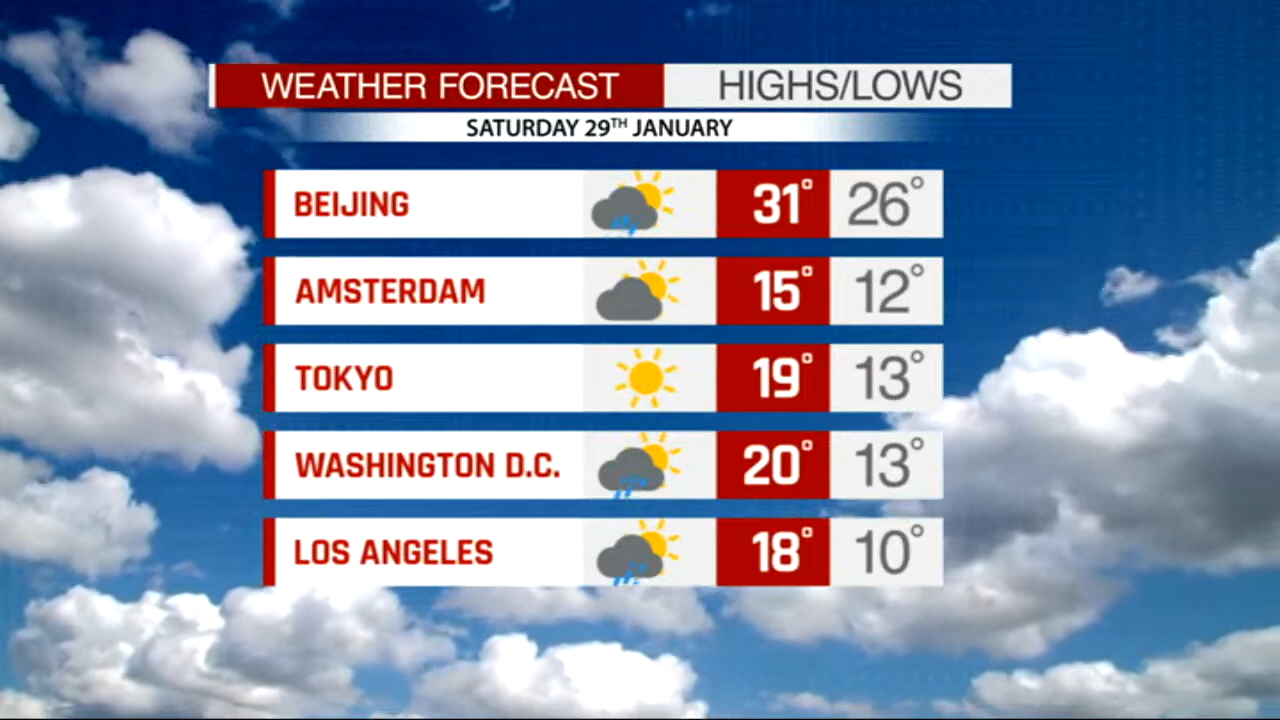 WEATHER FORECAST HIGHS/LOWS
SATURDAY 29TH JANUARY
BEIJING 31° 26°
AMSTERDAM 15° 12°
TOKYO 19° 13°
WASHINGTON D.C. 20° 13°
LOS ANGELES 18° 10°